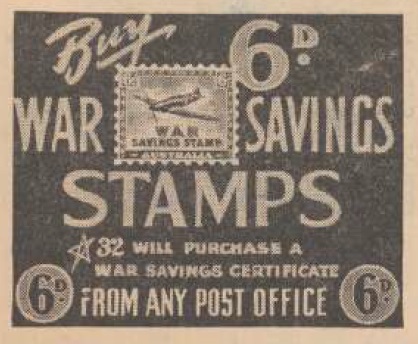 Buy 6D.
WAR SAVINGS
WAR
SAVINGS STAMP
AUSTRALIA
STAMPS
☆ 32 WILL PURCHASE A
WAR SAVINGS CERTIFICATE
6D. FROM ANY POST OFFICE 6D.